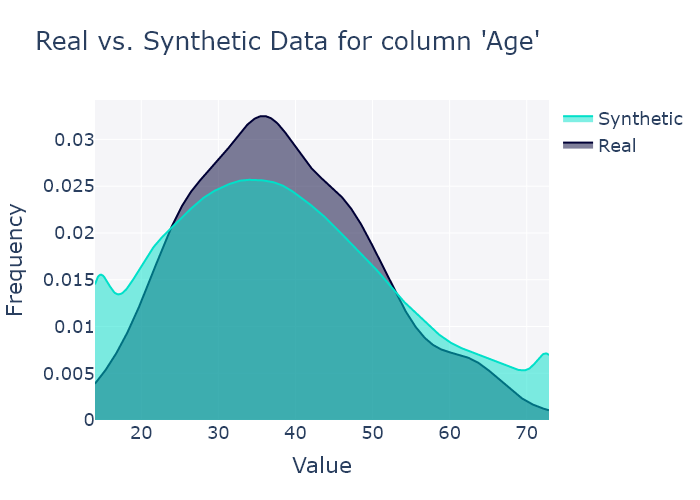 Real vs. Synthetic Data for column 'Age'
Synthetic
Real
Frequency
0.03
0.025
0.02
0.015
0.01
0.005
0
20
30
40
50
60
70
Value